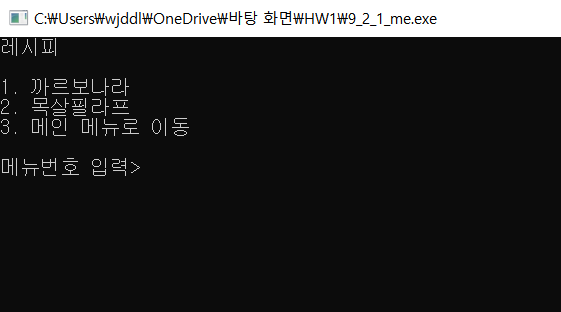 C:₩Users₩wjddl₩OneDrive₩바탕 화면₩HW1₩9_2_1_me.exe
레시피
1. 까르보나라
2. 목살필라프
3. 메인 메뉴로 이동
메뉴번호 입력>